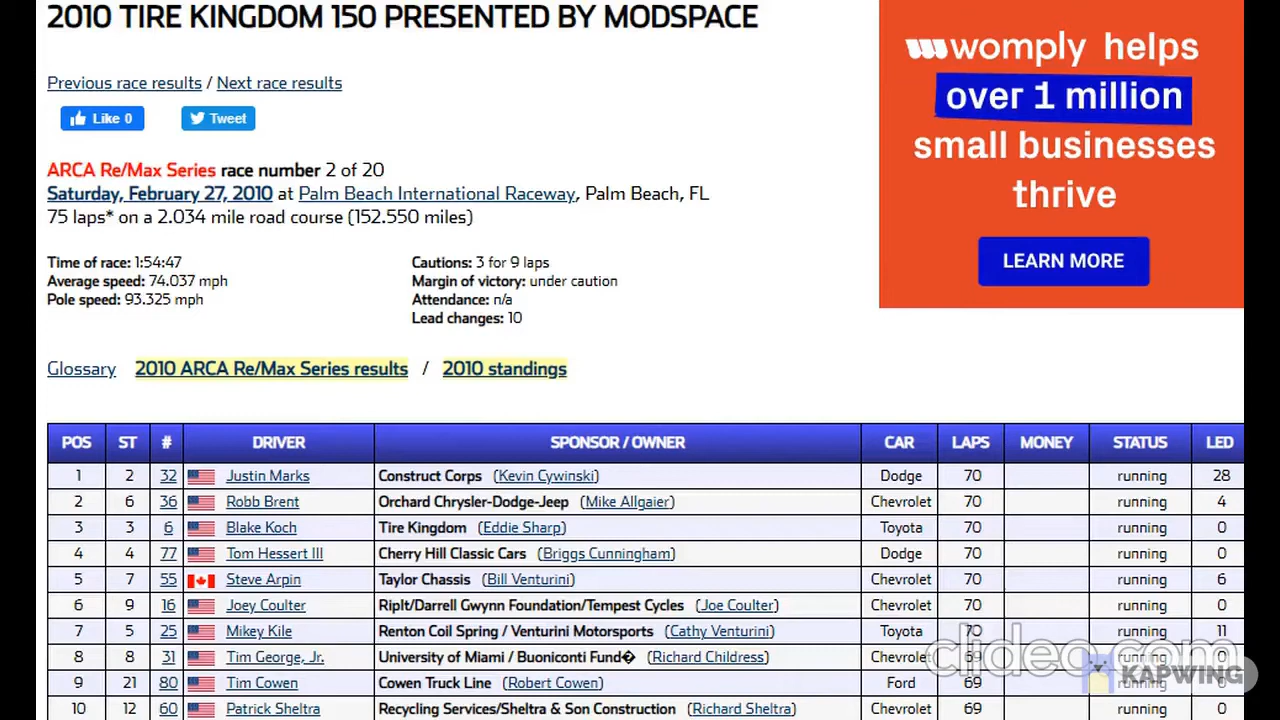 2010 TIRE KINGDOM 150 PRESENTED BY MODSPACE
Previous race results / Next race results
Like 0 Tweet
ARCA Re/Max Series race number 2 of 20
Saturday, February 27, 2010 at Palm Beach International Raceway, Palm Beach, FL
75 laps* on a 2.034 mile road course (152.550 miles)
Time of race: 1:54:47
Average speed: 74.037 mph
Pole speed: 93.325 mph
Cautions: 3 for 9 laps
Margin of victory: under caution
Attendance: n/a
Lead changes: 10
Glossary 2010 ARCA Re/Max Series results / 2010 standings
womply helps
over 1 million
small businesses
thrive
LEARN MORE
POS ST # DRIVER SPONSOR / OWNER CAR LAPS MONEY STATUS LED
1 2 32 Justin Marks Construct Corps (Kevin Cywinski) Dodge 70 running 28
2 6 36 Robb Brent Orchard Chrysler-Dodge-Jeep (Mike Allgaier) Chevrolet 70 running 4
3 3 6 Blake Koch Tire Kingdom (Eddie Sharp) Toyota 70 running 0
4 4 77 Tom Hessert III Cherry Hill Classic Cars (Briggs Cunningham) Dodge 70 running 0
5 7 55 Steve Arpin Taylor Chassis (Bill Venturini) Chevrolet 70 running 6
6 9 16 Joey Coulter RipIt/Darrell Gwynn Foundation/Tempest Cycles (Joe Coulter) Chevrolet 70 running 0
7 5 25 Mikey Kile Renton Coil Spring / Venturini Motorsports (Cathy Venturini) Toyota 70 running 11
8 8 31 Tim George, Jr. University of Miami / Buoniconti Fund� (Richard Childress) Chevrolet 69 running 0
9 21 80 Tim Cowen Cowen Truck Line (Robert Cowen) Ford 69 running 0
10 12 60 Patrick Sheltra Recycling Services/Sheltra & Son Construction (Richard Sheltra) Chevrolet 69 running 0
clideo.com
KAPWING